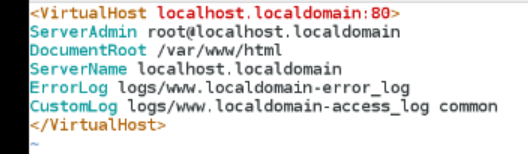 <VirtualHost localhost.localdomain:80>
ServerAdmin root@localhost.localdomain
DocumentRoot /var/www/html
ServerName localhost.localdomain
ErrorLog logs/www.localdomain-error_log
CustomLog logs/www.localdomain-access_log common
</VirtualHost>
~